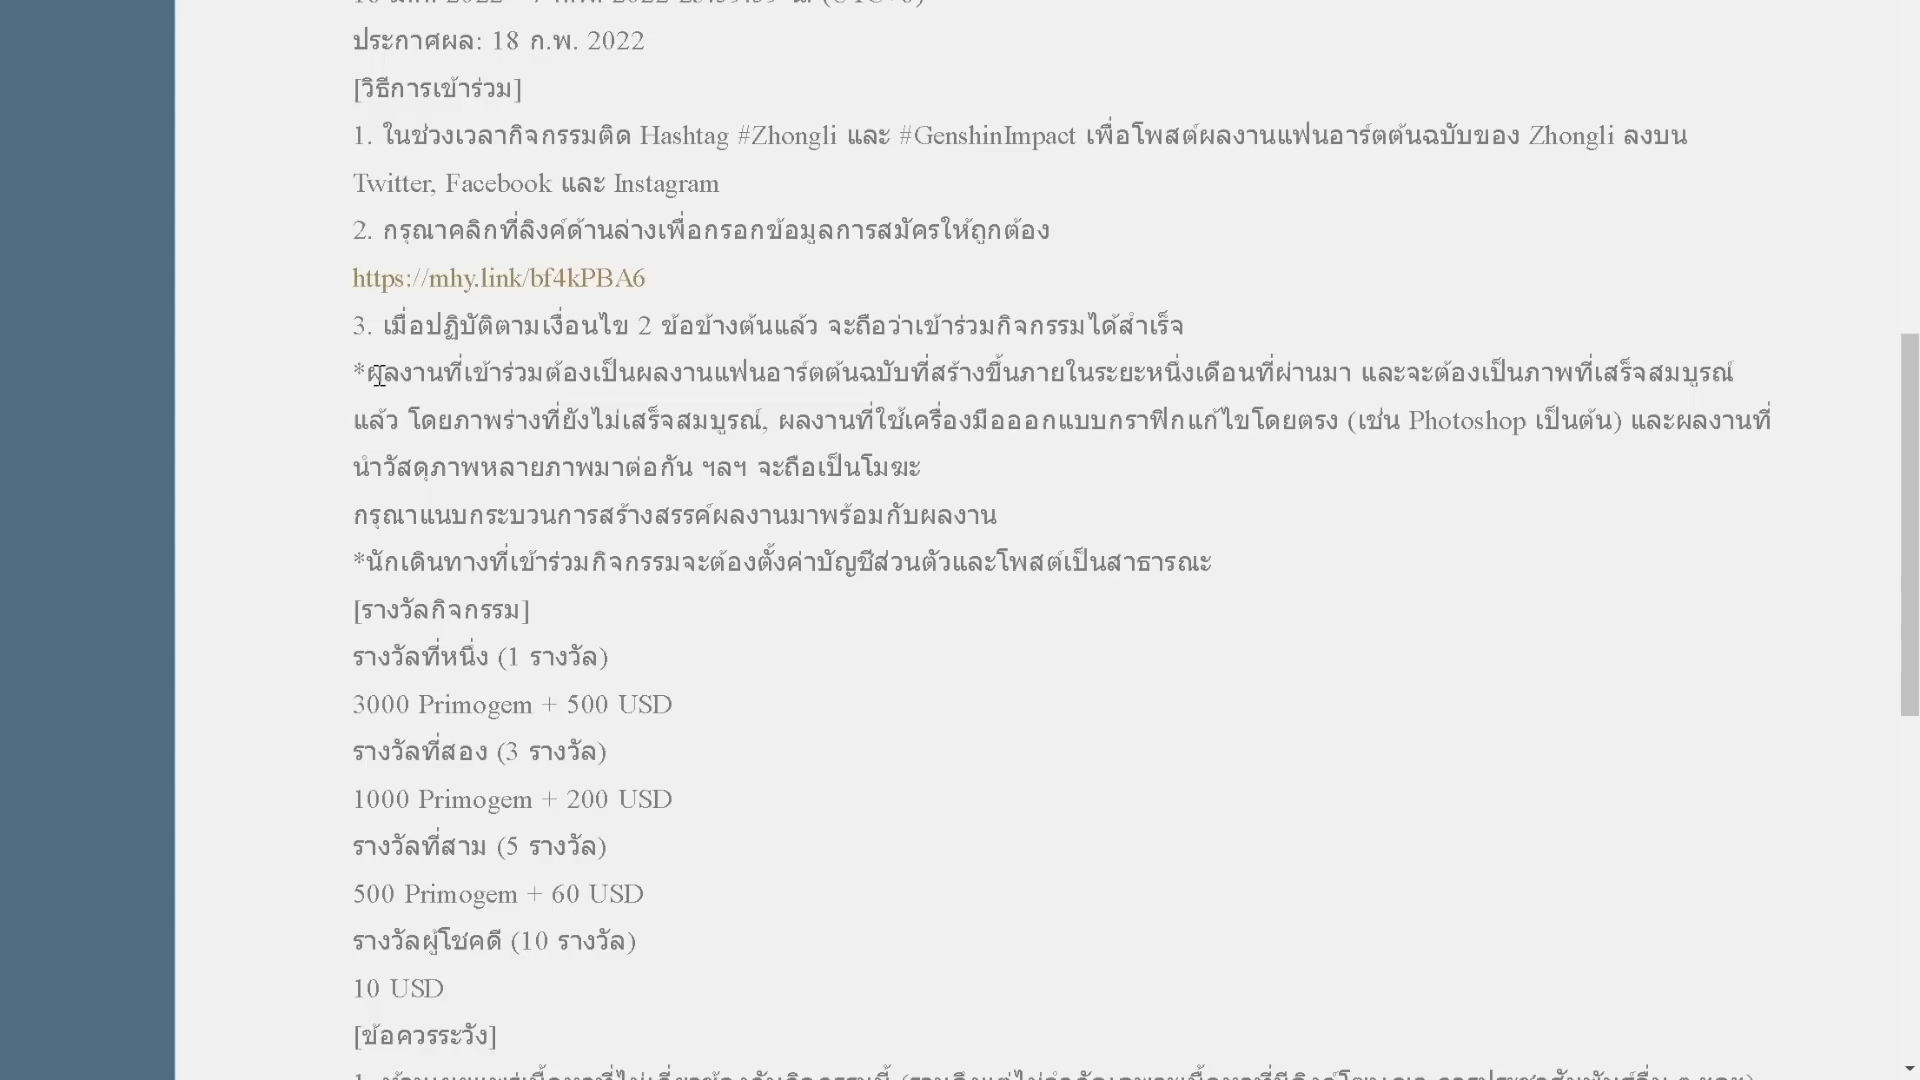 ประกาศผล: 18 ก.พ. 2022
[วิธีการเข้าร่วม]
1. ในช่วงเวลากิจกรรมติด Hashtag #Zhongli และ #GenshinImpact เพื่อโพสต์ผลงานแฟนอาร์ตต้นฉบับของ Zhongli ลงบน
Twitter, Facebook และ Instagram
2. กรุณาคลิกที่ลิงค์ด้านล่างเพื่อกรอกข้อมูลการสมัครให้ถูกต้อง
https://mhy.link/bf4kPBA6
3. เมื่อปฏิบัติตามเงื่อนไข 2 ข้อข้างต้นแล้ว จะถือว่าเข้าร่วมกิจกรรมได้สำเร็จ
*ผลงานที่เข้าร่วมต้องเป็นผลงานแฟนอาร์ตต้นฉบับที่สร้างขึ้นภายในระยะหนึ่งเดือนที่ผ่านมา และจะต้องเป็นภาพที่เสร็จสมบูรณ์
แล้ว โดยภาพร่างที่ยังไม่เสร็จสมบูรณ์, ผลงานที่ใช้เครื่องมือออกแบบกราฟิกแก้ไขโดยตรง (เช่น Photoshop เป็นต้น) และผลงานที่
นำวัสดุภาพหลายภาพมาต่อกัน ฯลฯ จะถือเป็นโมฆะ
กรุณาแนบกระบวนการสร้างสรรค์ผลงานมาพร้อมกับผลงาน
*นักเดินทางที่เข้าร่วมกิจกรรมจะต้องตั้งค่าบัญชีส่วนตัวและโพสต์เป็นสาธารณะ
[รางวัลกิจกรรม]
รางวัลที่หนึ่ง (1 รางวัล)
3000 Primogem + 500 USD
รางวัลที่สอง (3 รางวัล)
1000 Primogem + 200 USD
รางวัลที่สาม (5 รางวัล)
500 Primogem + 60 USD
รางวัลผู้โชคดี (10 รางวัล)
10 USD
[ข้อควรระวัง]